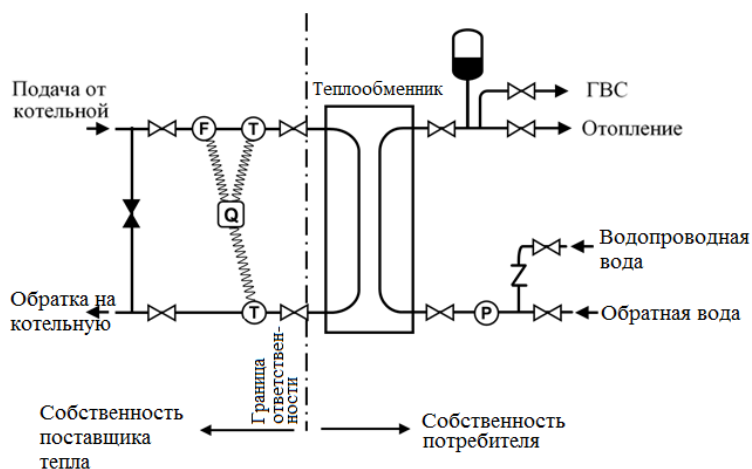 Подача от
котельной
Теплообменник
ГВС
Отопление
F
T
Q
Водопроводная
вода
Обратка на
котельную
T
P
Обратная вода
Граница
ответствен-
ности
Собственность
поставщика
тепла
Собственность
потребителя